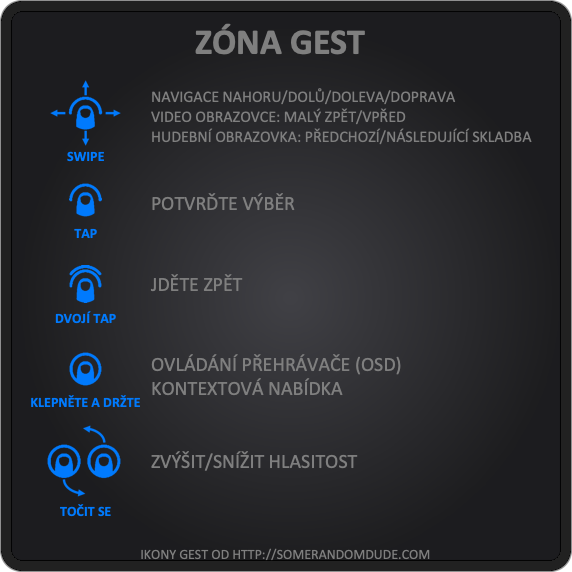 ZÓNA GEST
NAVIGACE NAHORU/DOLŮ/DOLEVA/DOPRAVA
VIDEO OBRAZOVCE: MALÝ ZPĚT/VPŘED
HUDEBNÍ OBRAZOVKA: PŘEDCHOZÍ/NÁSLEDUJÍCÍ SKLADBA
SWIPE
POTVRĎTE VÝBĚR
TAP
JDĚTE ZPĚT
DVOJÍ TAP
OVLÁDÁNÍ PŘEHRÁVAČE (OSD)
KONTEXTOVÁ NABÍDKA
KLEPNĚTE A DRŽTE
ZVÝŠIT/SNÍŽIT HLASITOST
TOČIT SE
IKONY GEST OD HTTP://SOMERANDOMDUDE.COM